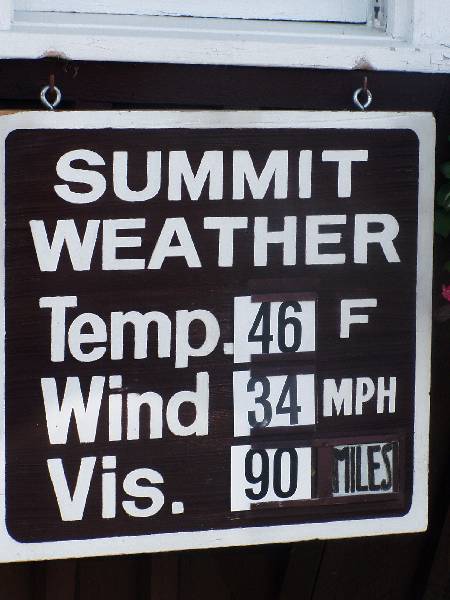 SUMMIT
WEATHER
Temp. 46 F
Wind 34 MPH
Vis. 90 MILES